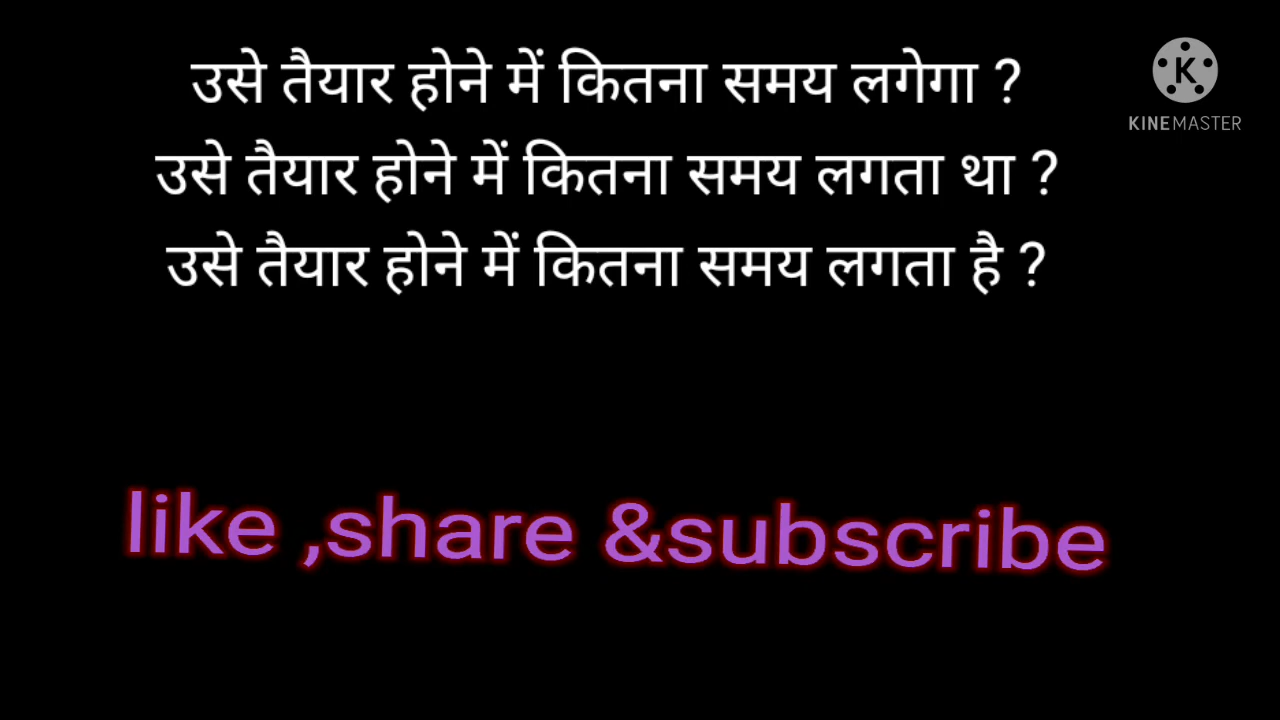 उसे तैयार होने में कितना समय लगेगा ?
K
KINEMASTER
उसे तैयार होने में कितना समय लगता था ?
उसे तैयार होने में कितना समय लगता है ?
like ,share &subscribe